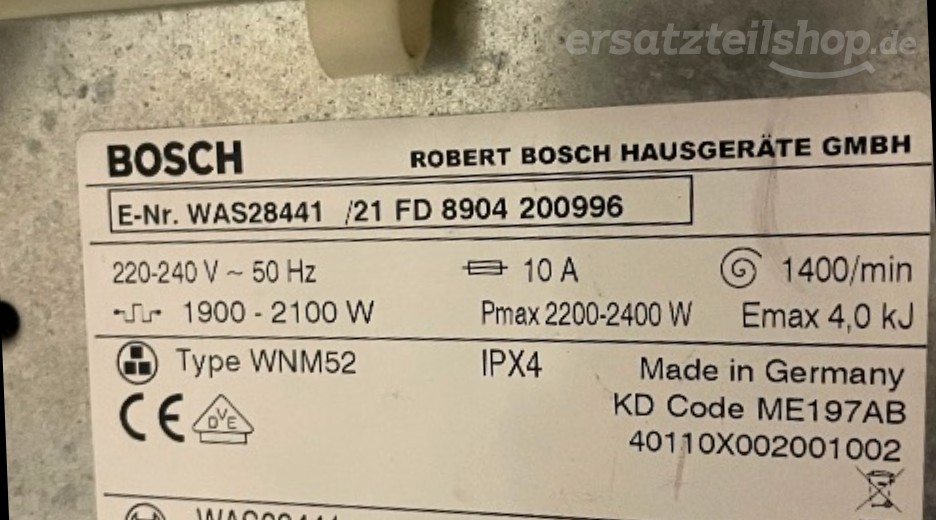 ersatzteilshop.de
BOSCH ROBERT BOSCH HAUSGERÄTE GMBH
E-Nr. WAS28441 /21 FD 8904 200996
220-240 V ~ 50 Hz 10 A 1400/min
1900 - 2100 W Pmax 2200-2400 W Emax 4,0 kJ
Type WNM52 IPX4 Made in Germany
CE DVE KD Code ME197AB
40110X002001002